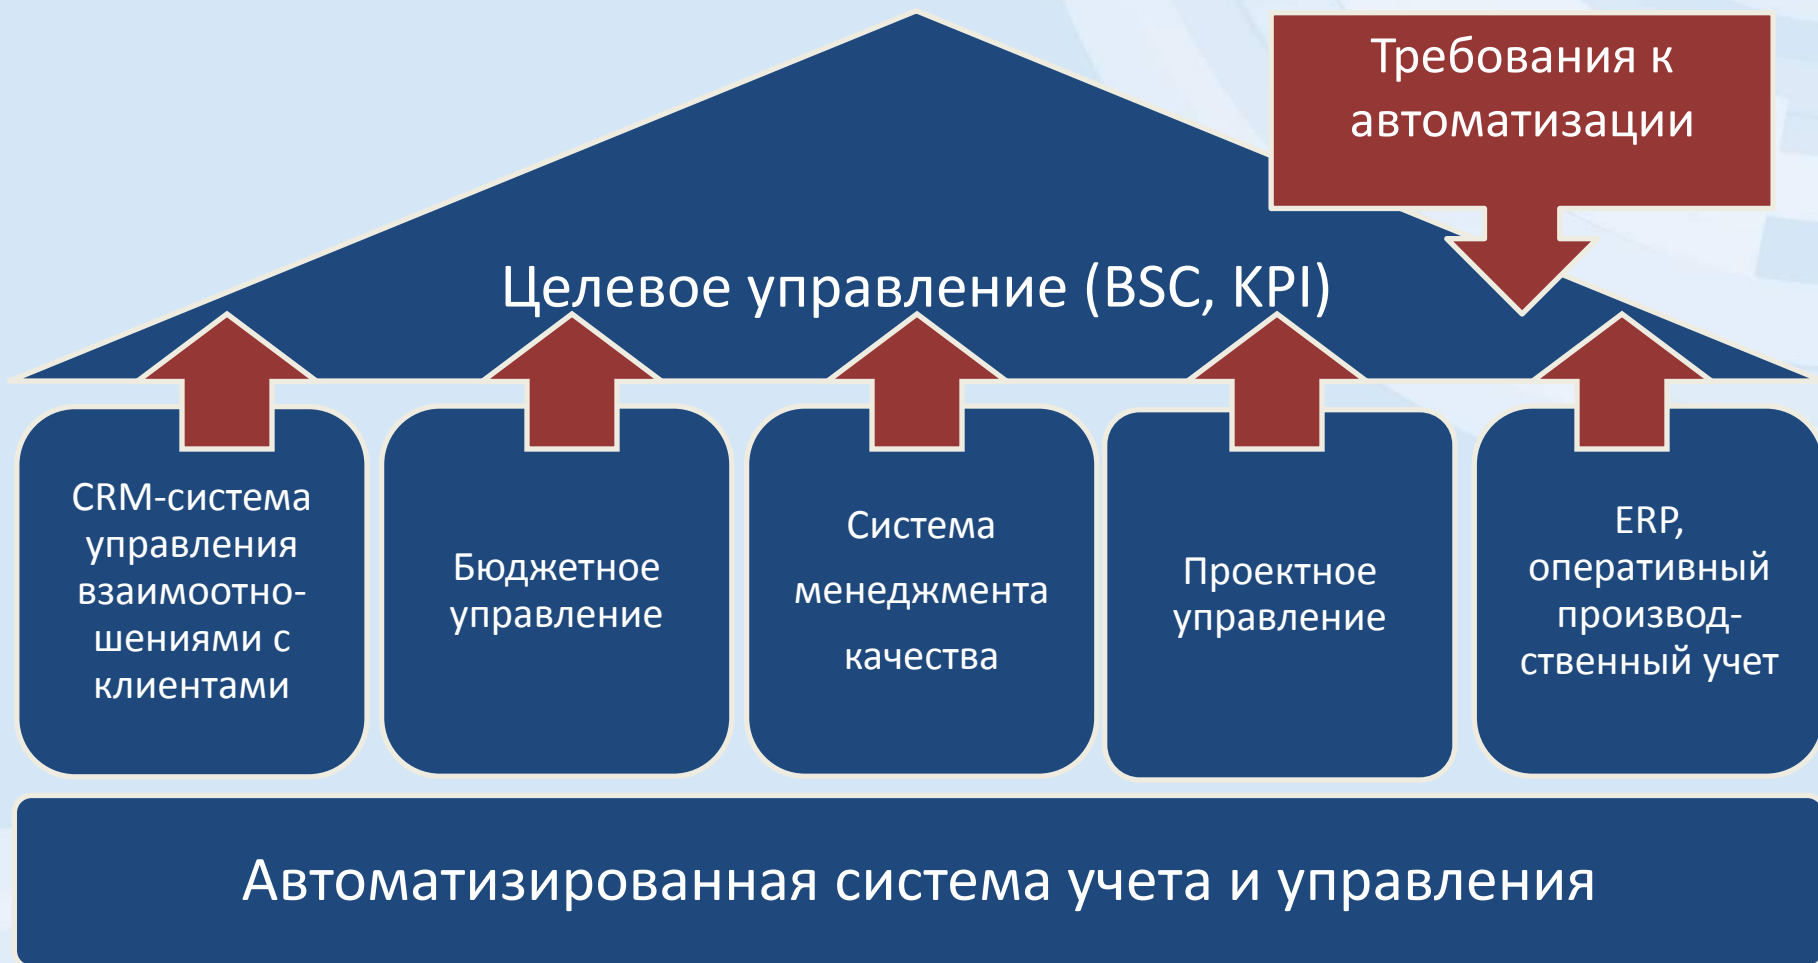 Требования к
автоматизации
Целевое управление (BSC, KPI)
CRM-система
управления
взаимоотно-
шениями с
клиентами
Бюджетное
управление
Система
менеджмента
качества
Проектное
управление
ERP,
оперативный
производ-
ственный учет
Автоматизированная система учета и управления